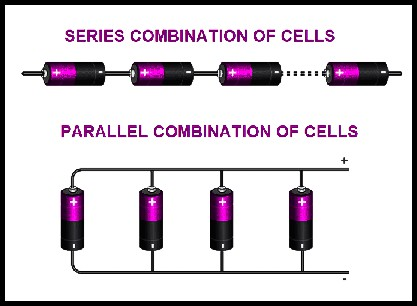 SERIES COMBINATION OF CELLS
+ + + +
PARALLEL COMBINATION OF CELLS
+
+ + + +
-